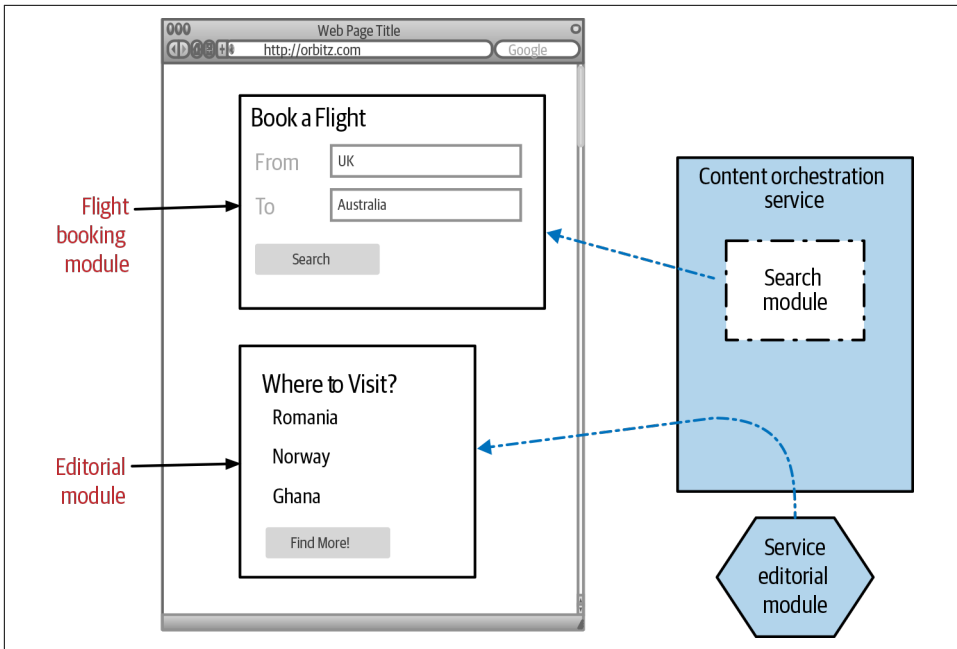 Web Page Title
http://orbitz.com
Google
Book a Flight
From
UK
To
Australia
Search
Flight
booking
module
Content orchestration
service
Search
module
Where to Visit?
Romania
Norway
Ghana
Find More!
Editorial
module
Service
editorial
module